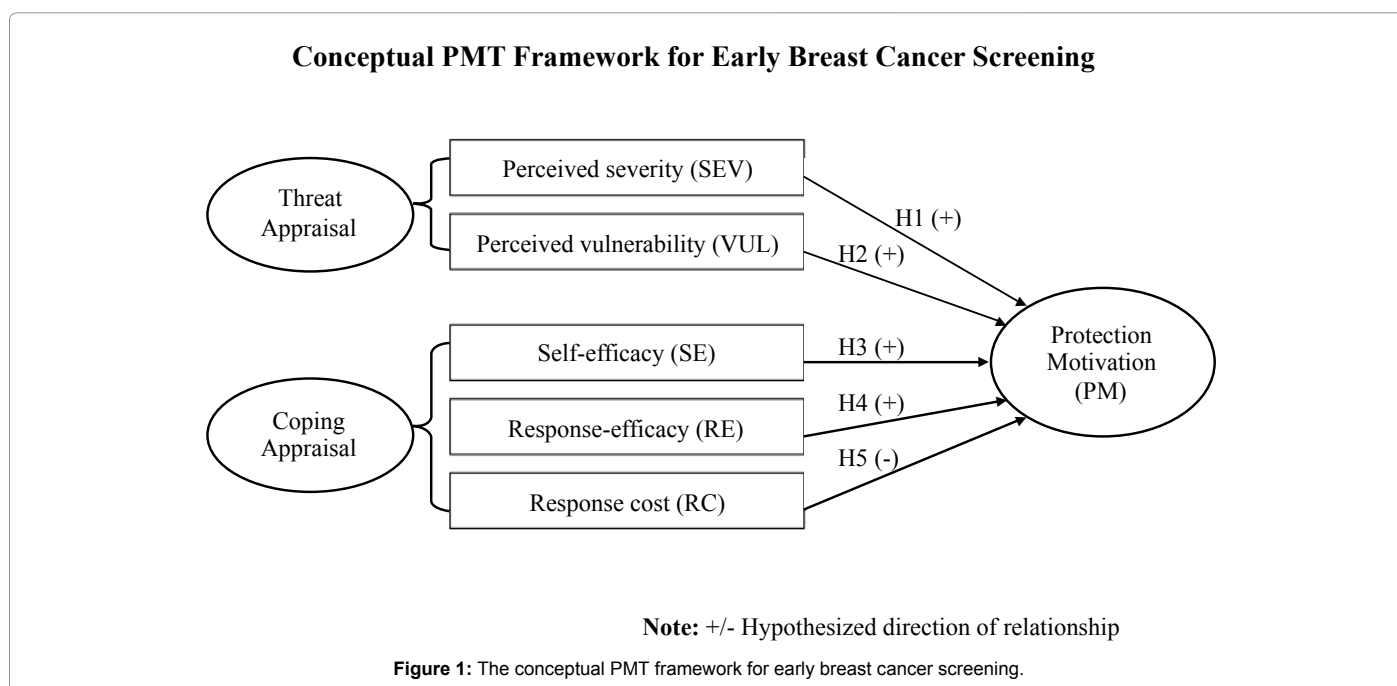 Conceptual PMT Framework for Early Breast Cancer Screening
Threat
Appraisal
Perceived severity (SEV)
Perceived vulnerability (VUL)
H1 (+)
H2 (+)
Coping
Appraisal
Self-efficacy (SE)
Response-efficacy (RE)
Response cost (RC)
H3 (+)
H4 (+)
H5 (-)
Protection
Motivation
(PM)
Note: +/- Hypothesized direction of relationship
Figure 1: The conceptual PMT framework for early breast cancer screening.